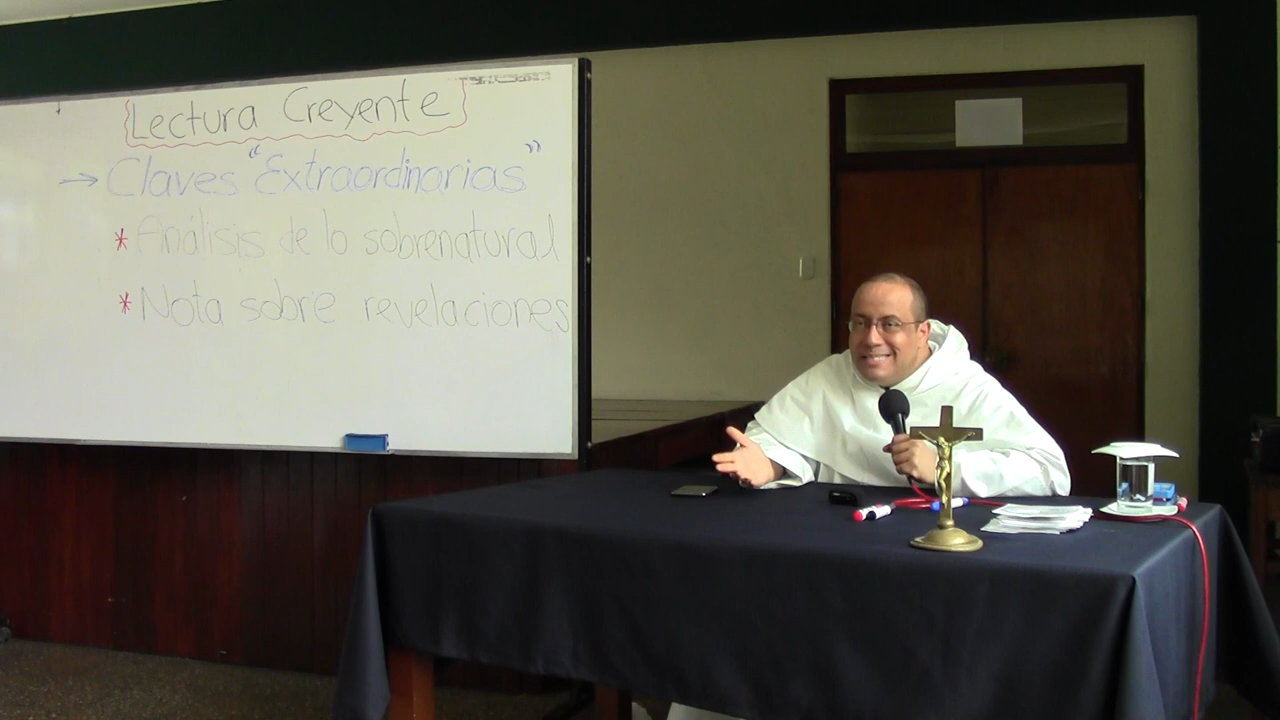 Lectura Creyente
→ Claves "Extraordinarias"
* Análisis de lo sobrenatural
* Nota sobre revelaciones